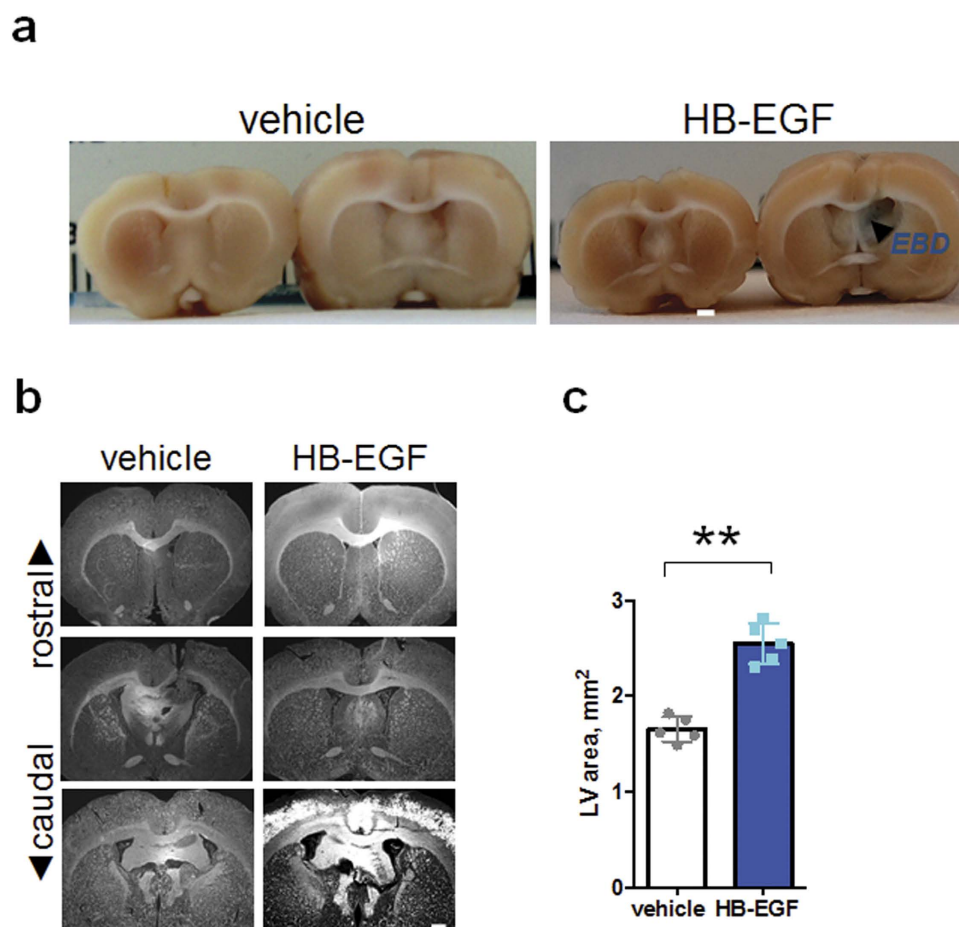 a
vehicle
HB-EGF
EBD
b
vehicle
HB-EGF
rostral▶
◀caudal
c
**
LV area, mm²
3
2
1
0
vehicle
HB-EGF